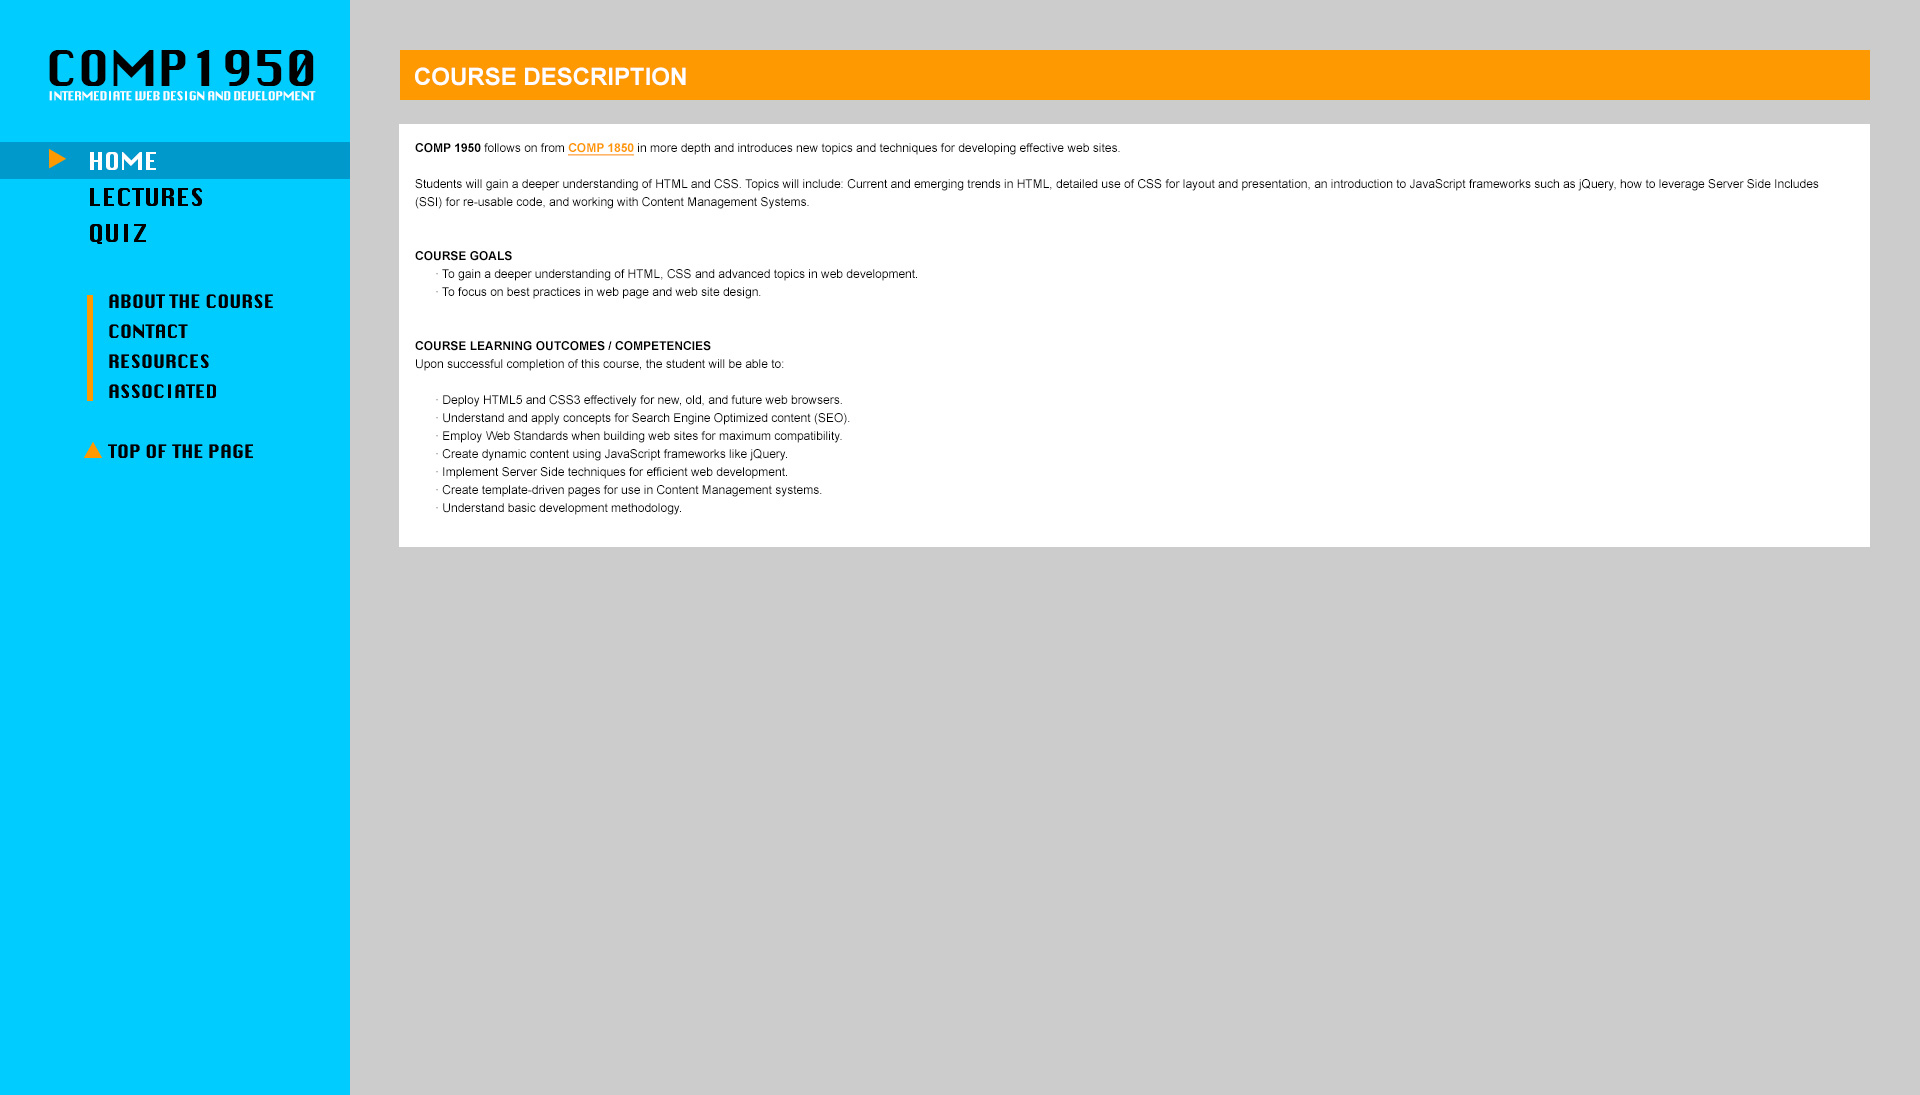 COMP1950
INTERMEDIATE WEB DESIGN AND DEVELOPMENT
HOME
LECTURES
QUIZ
ABOUT THE COURSE
CONTACT
RESOURCES
ASSOCIATED
TOP OF THE PAGE
COURSE DESCRIPTION
COMP 1950 follows on from COMP 1850 in more depth and introduces new topics and techniques for developing effective web sites.
Students will gain a deeper understanding of HTML and CSS. Topics will include: Current and emerging trends in HTML, detailed use of CSS for layout and presentation, an introduction to JavaScript frameworks such as jQuery, how to leverage Server Side Includes
(SSI) for re-usable code, and working with Content Management Systems.
COURSE GOALS
· To gain a deeper understanding of HTML, CSS and advanced topics in web development.
· To focus on best practices in web page and web site design.
COURSE LEARNING OUTCOMES / COMPETENCIES
Upon successful completion of this course, the student will be able to:
· Deploy HTML5 and CSS3 effectively for new, old, and future web browsers.
· Understand and apply concepts for Search Engine Optimized content (SEO).
· Employ Web Standards when building web sites for maximum compatibility.
· Create dynamic content using JavaScript frameworks like jQuery.
· Implement Server Side techniques for efficient web development.
· Create template-driven pages for use in Content Management systems.
· Understand basic development methodology.